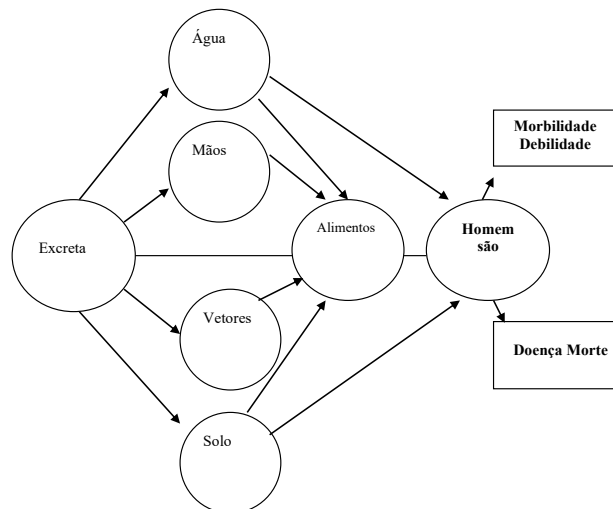 Água
Morbilidade
Debilidade
Mãos
Alimentos
Homem
são
Excreta
Vetores
Doença Morte
Solo